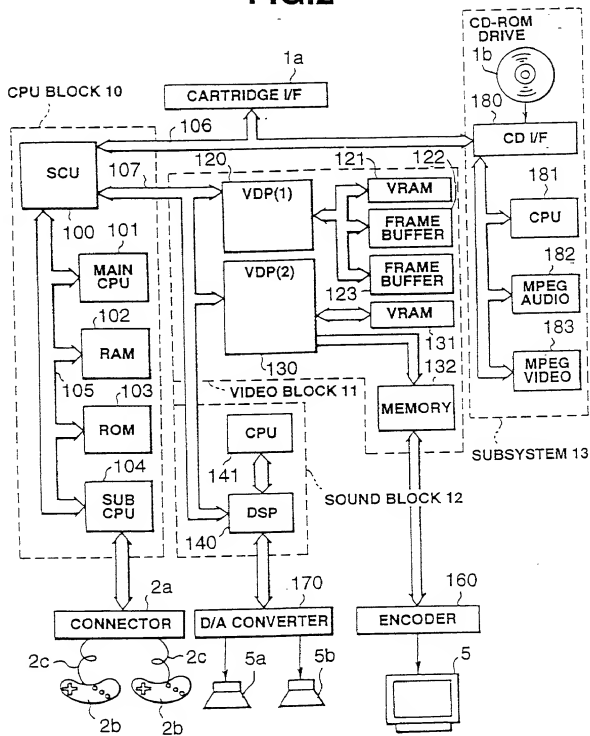 FIG.2
CD-ROM
DRIVE
1b
1a
CARTRIDGE I/F
180
CD I/F
CPU BLOCK 10
106
SCU
100
107
120
VDP(1)
121
122
VRAM
FRAME
BUFFER
FRAME
BUFFER
123
181
CPU
101
MAIN
CPU
VDP(2)
130
VRAM
131
182
MPEG
AUDIO
102
RAM
105
183
MPEG
VIDEO
132
MEMORY
VIDEO BLOCK 11
103
ROM
CPU
141
SUBSYSTEM 13
104
SUB
CPU
DSP
140
SOUND BLOCK 12
2a
CONNECTOR
170
D/A CONVERTER
160
ENCODER
2c
2c
2b
2b
5a
5b
5